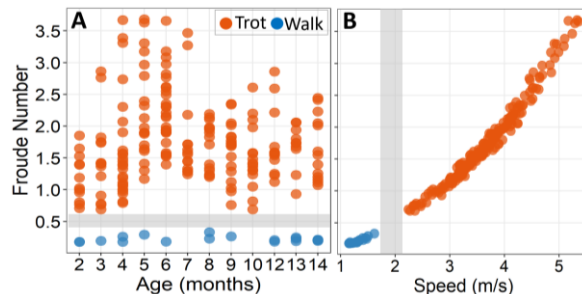 A
Trot
Walk
B
Froude Number
3.5
3.0
2.5
2.0
1.5
1.0
0.5
2 3 4 5 6 7 8 9 10 12 13 14
Age (months)
1 2 3 4 5
Speed (m/s)